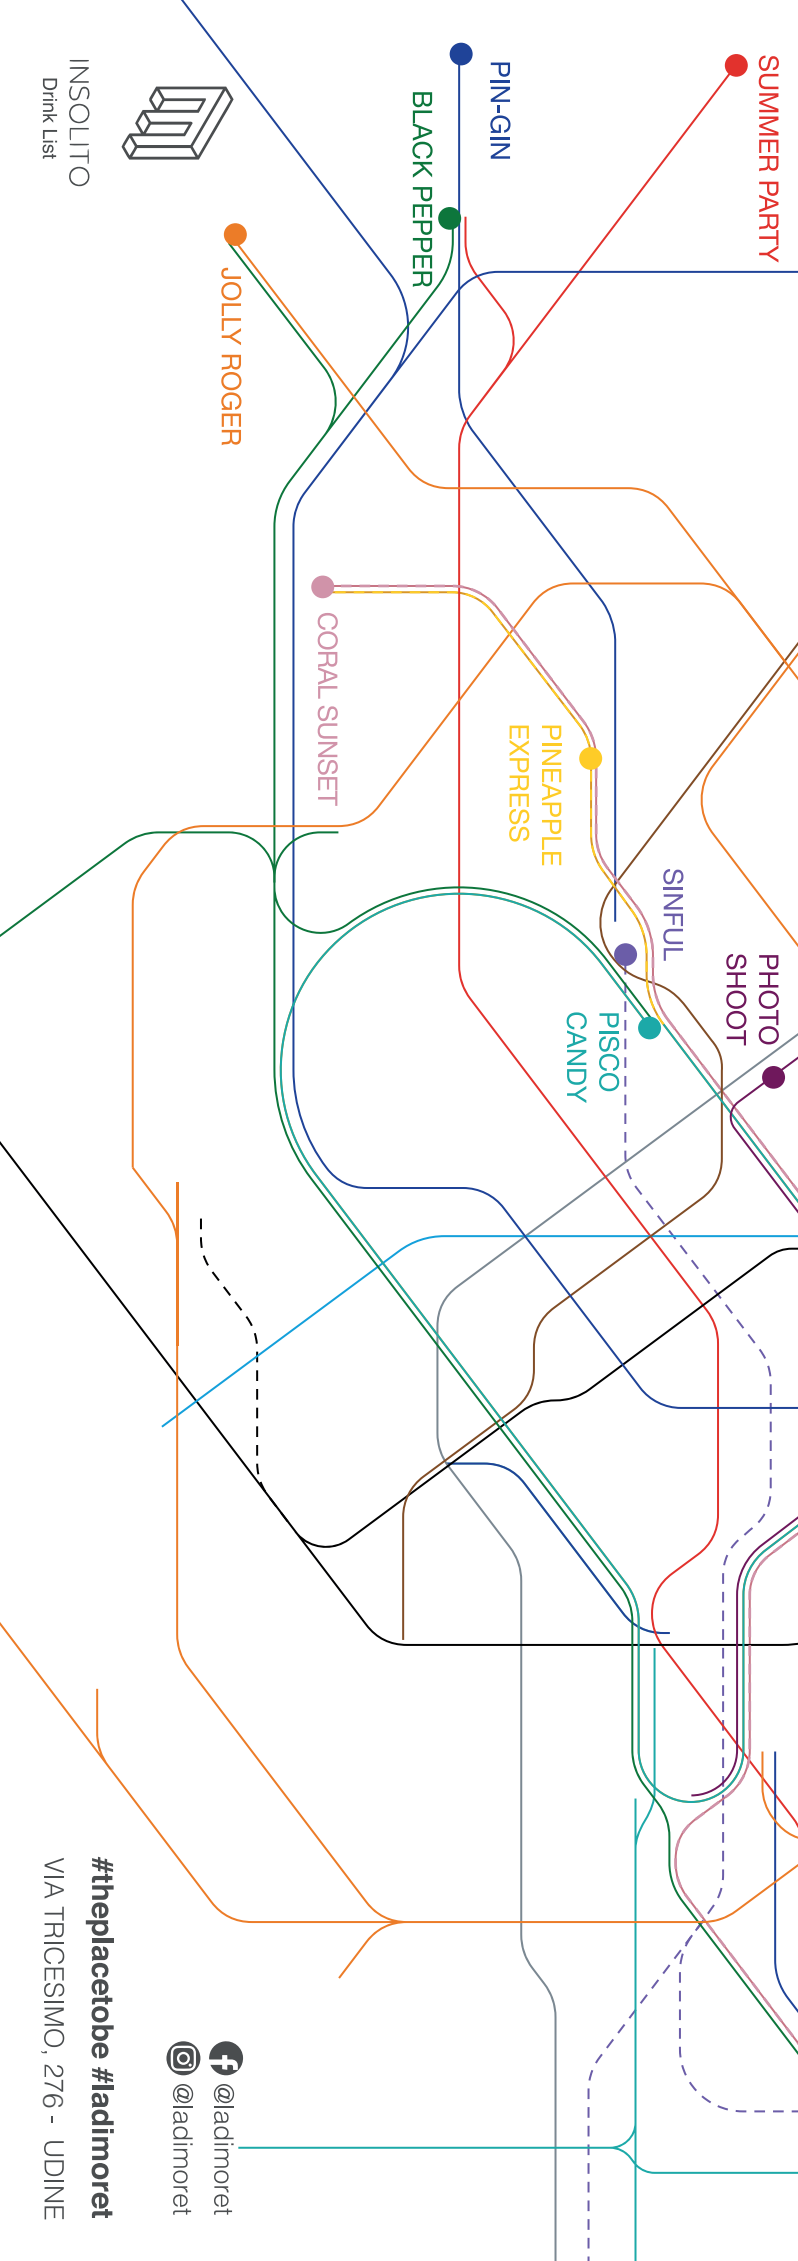 SUMMER PARTY
PIN-GIN
BLACK PEPPER
INSOLITO
Drink List
JOLLY ROGER
CORAL SUNSET
PINEAPPLE
EXPRESS
SINFUL
PHOTO
SHOOT
PISCO
CANDY
@ladimoret
@ladimoret
#theplacetobe #ladimoret
VIA TRICESIMO, 276 - UDINE